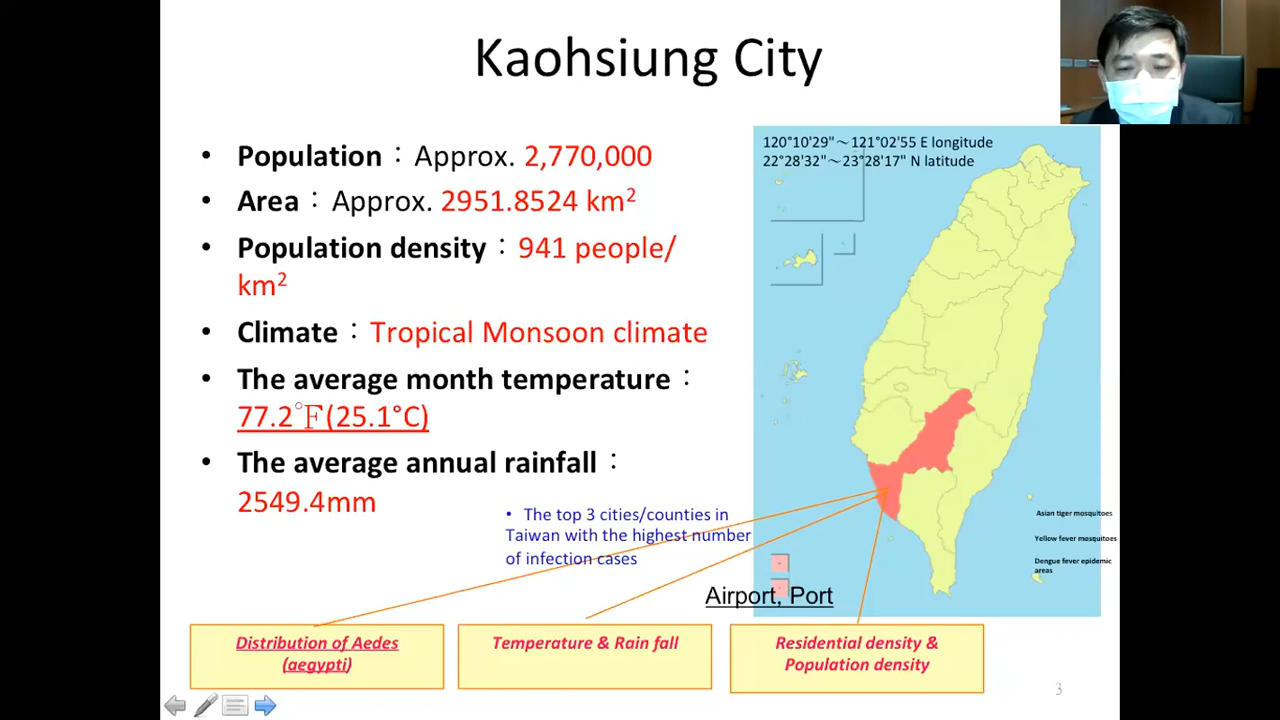 Kaohsiung City
• Population：Approx. 2,770,000
• Area：Approx. 2951.8524 km²
• Population density：941 people/
km²
• Climate：Tropical Monsoon climate
• The average month temperature：
77.2°F(25.1°C)
• The average annual rainfall：
2549.4mm
120°10'29"～121°02'55 E longitude
22°28'32"～23°28'17" N latitude
• The top 3 cities/counties in
Taiwan with the highest number
of infection cases
Asian tiger mosquitoes
Yellow fever mosquitoes
Dengue fever epidemic
areas
Airport, Port
Distribution of Aedes
(aegypti)
Temperature & Rain fall
Residential density &
Population density
3